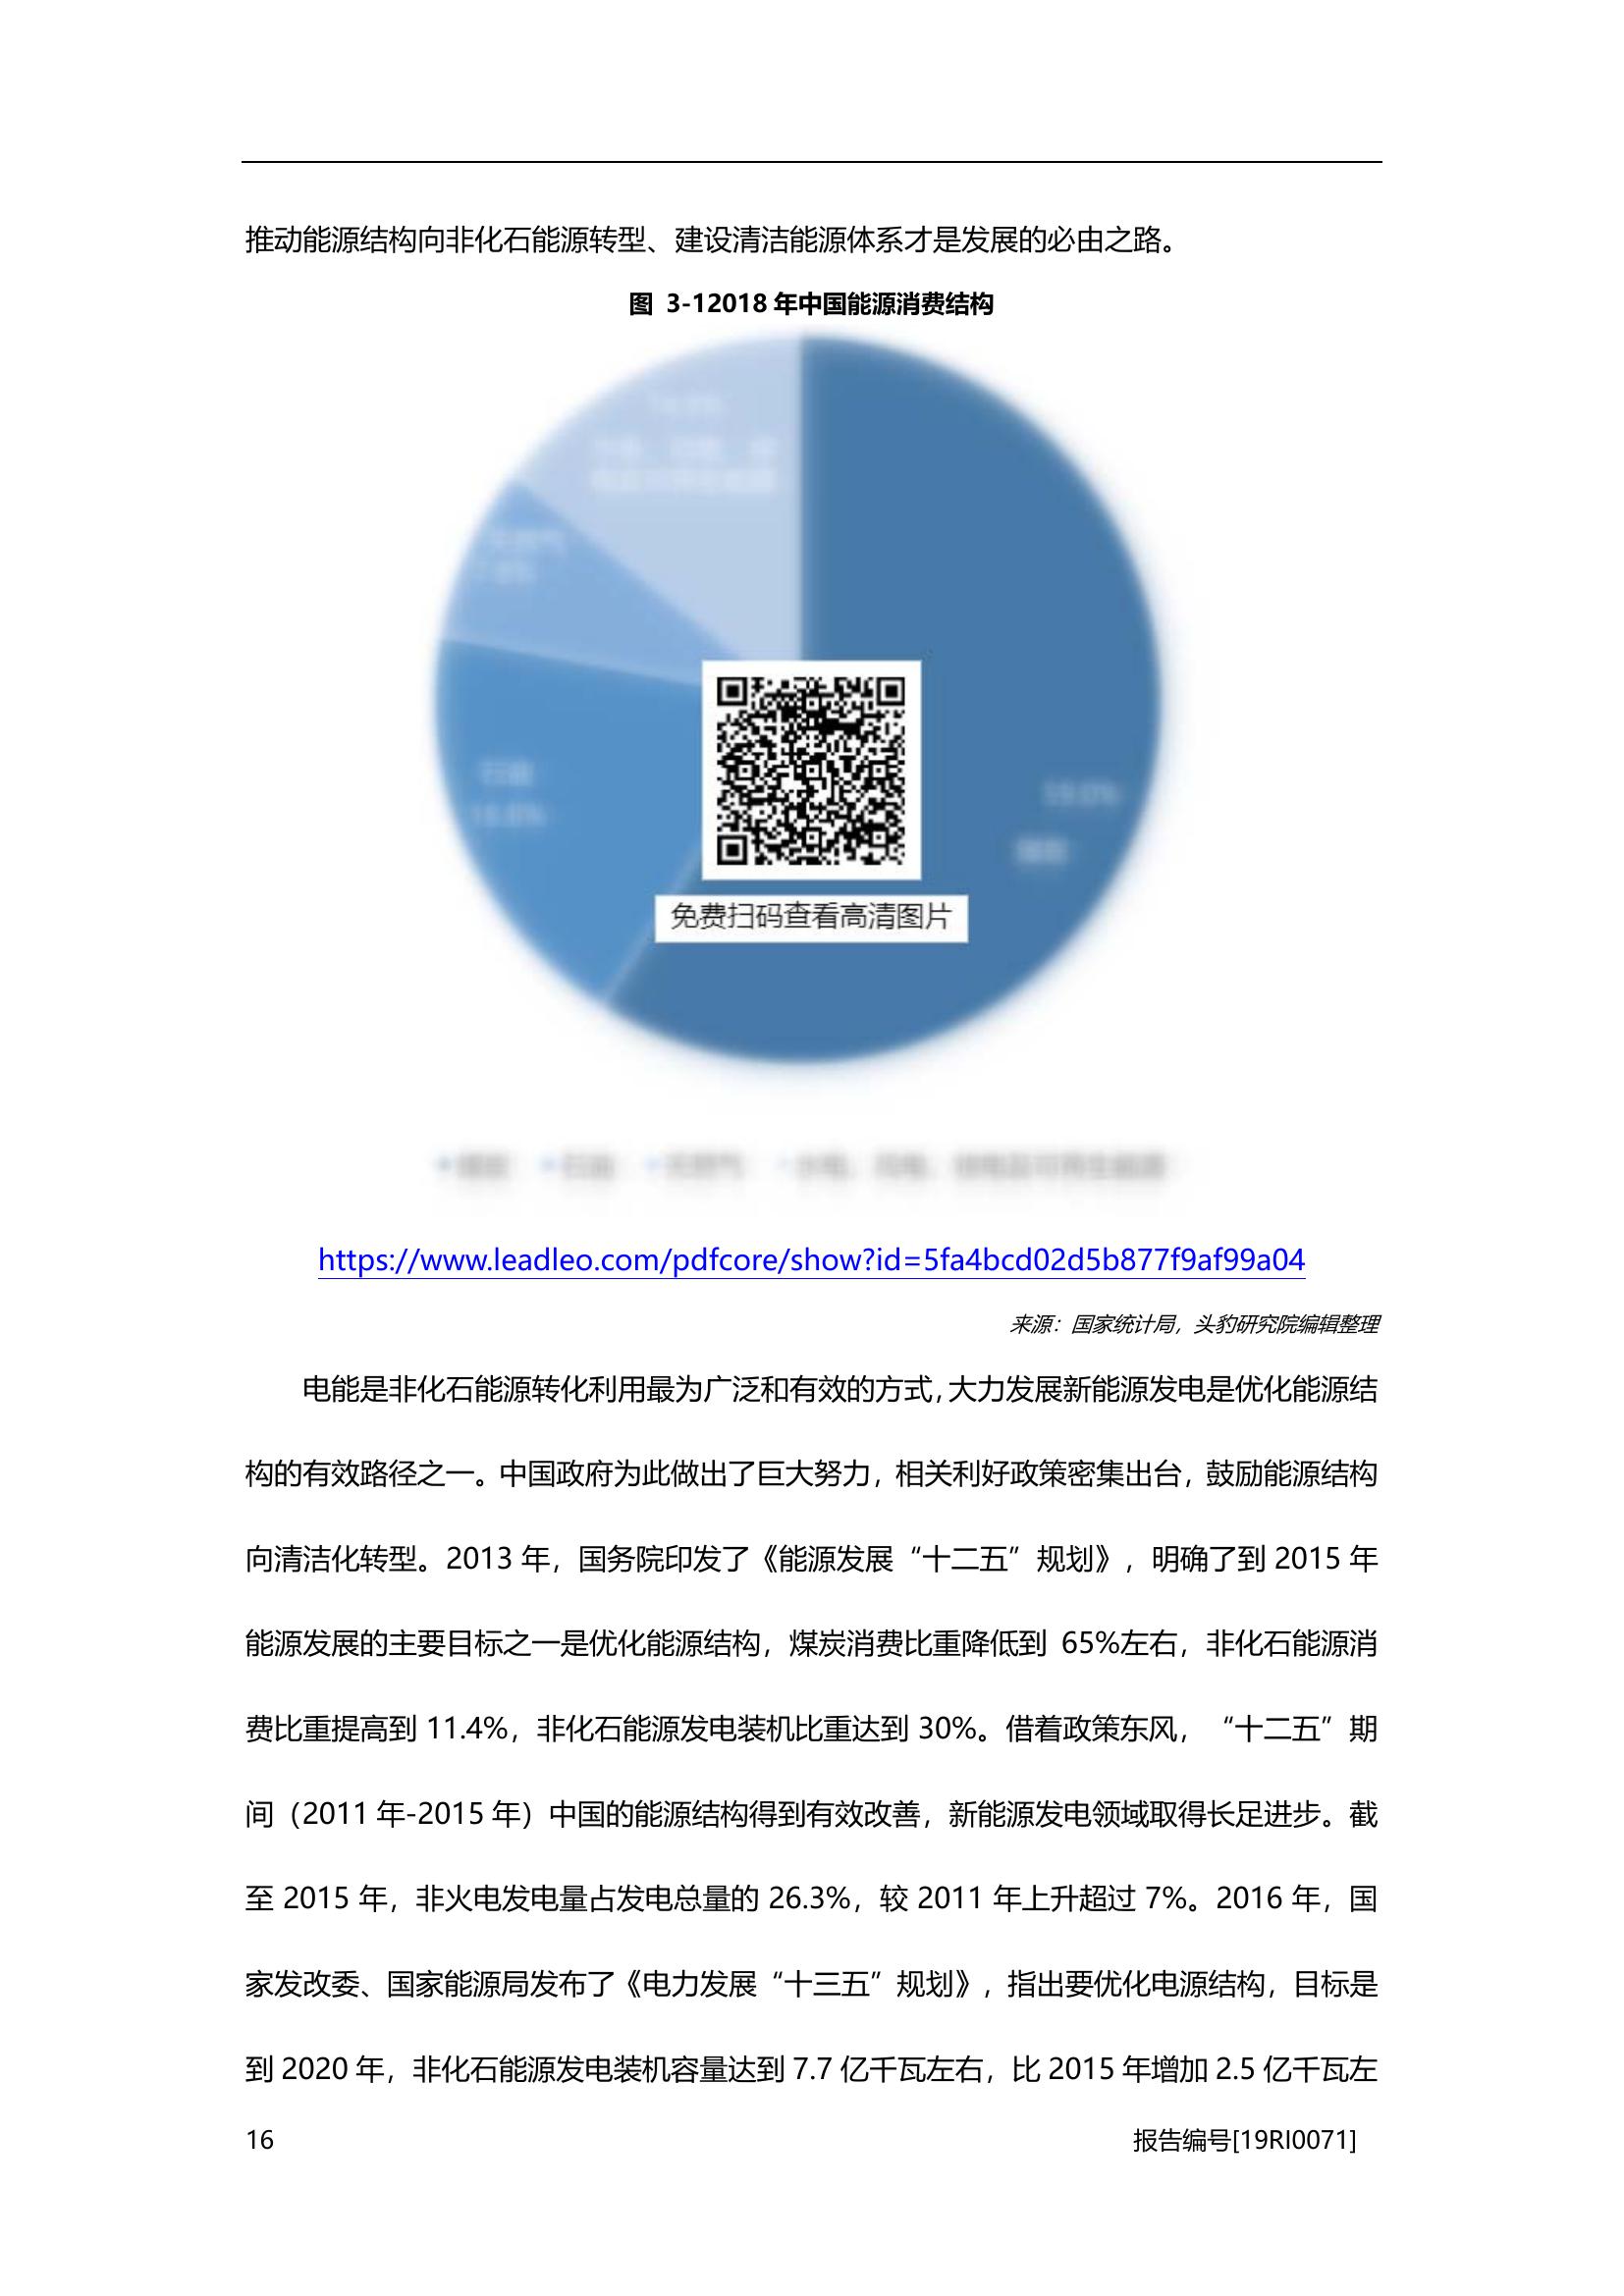 推动能源结构向非化石能源转型、建设清洁能源体系才是发展的必由之路。
图 3-12018 年中国能源消费结构
免费扫码查看高清图片
https://www.leadleo.com/pdfcore/show?id=5fa4bcd02d5b877f9af99a04
来源：国家统计局，头豹研究院编辑整理
电能是非化石能源转化利用最为广泛和有效的方式，大力发展新能源发电是优化能源结
构的有效路径之一。中国政府为此做出了巨大努力，相关利好政策密集出台，鼓励能源结构
向清洁化转型。2013 年，国务院印发了《能源发展“十二五”规划》，明确了到 2015 年
能源发展的主要目标之一是优化能源结构，煤炭消费比重降低到 65%左右，非化石能源消
费比重提高到 11.4%，非化石能源发电装机比重达到 30%。借着政策东风，“十二五”期
间（2011 年-2015 年）中国的能源结构得到有效改善，新能源发电领域取得长足进步。截
至 2015 年，非火电发电量占发电总量的 26.3%，较 2011 年上升超过 7%。2016 年，国
家发改委、国家能源局发布了《电力发展“十三五”规划》，指出要优化电源结构，目标是
到 2020 年，非化石能源发电装机容量达到 7.7 亿千瓦左右，比 2015 年增加 2.5 亿千瓦左
16
报告编号[19RI0071]